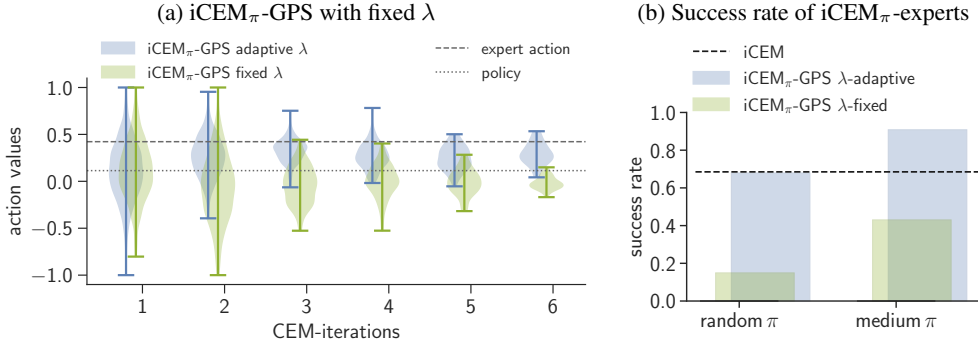 (a) iCEMπ-GPS with fixed λ
iCEMπ-GPS adaptive λ
iCEMπ-GPS fixed λ
expert action
policy
1.0
0.5
0.0
−0.5
−1.0
action values
1 2 3 4 5 6
CEM-iterations
(b) Success rate of iCEMπ-experts
iCEM
iCEMπ-GPS λ-adaptive
iCEMπ-GPS λ-fixed
1.0
0.8
0.6
0.4
0.2
0.0
success rate
random π medium π